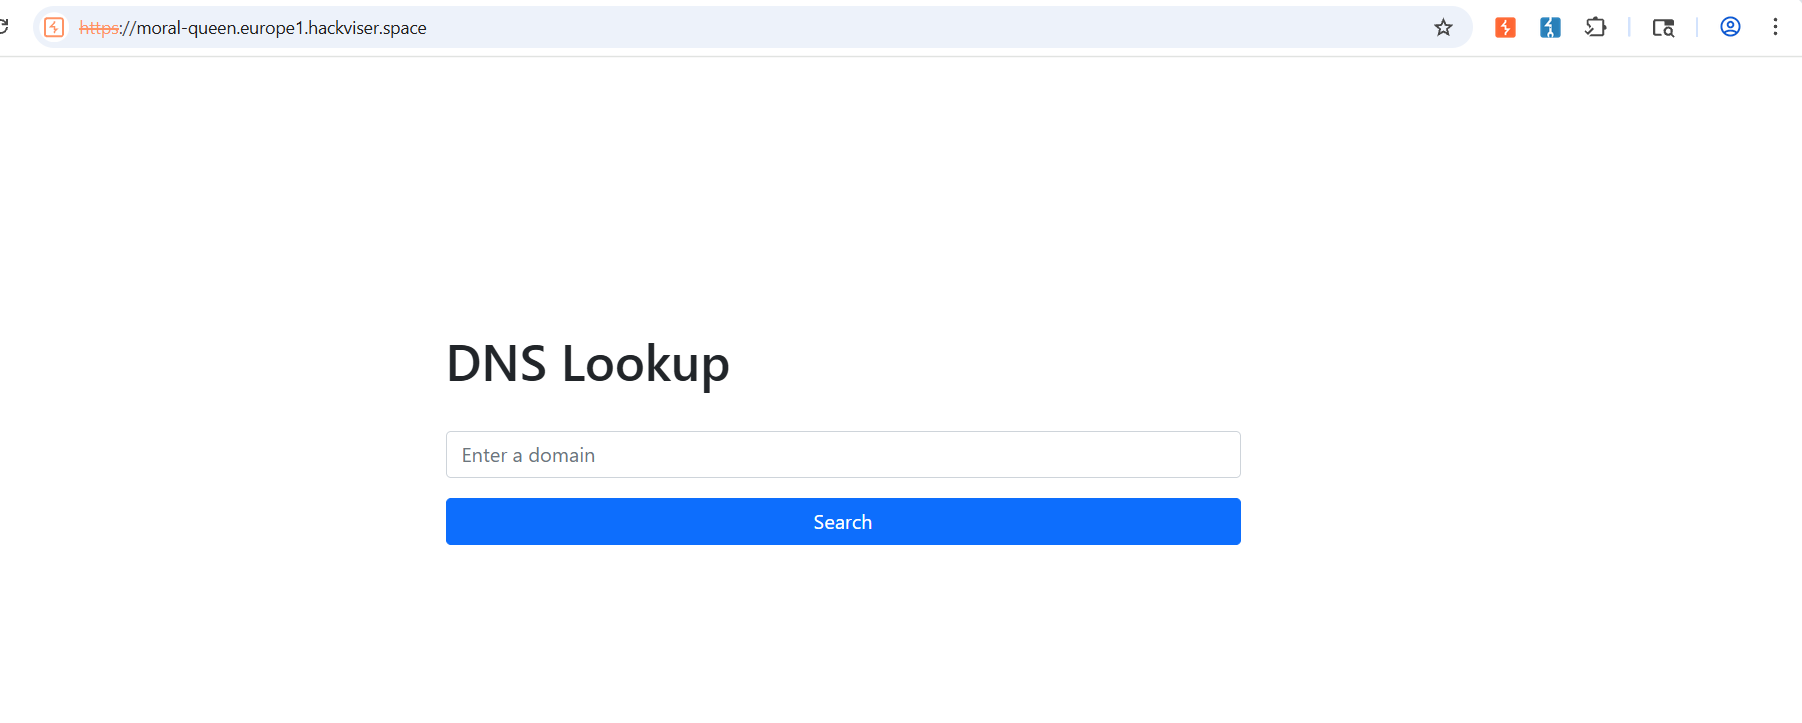 https://moral-queen.europe1.hackviser.space
DNS Lookup
Enter a domain
Search